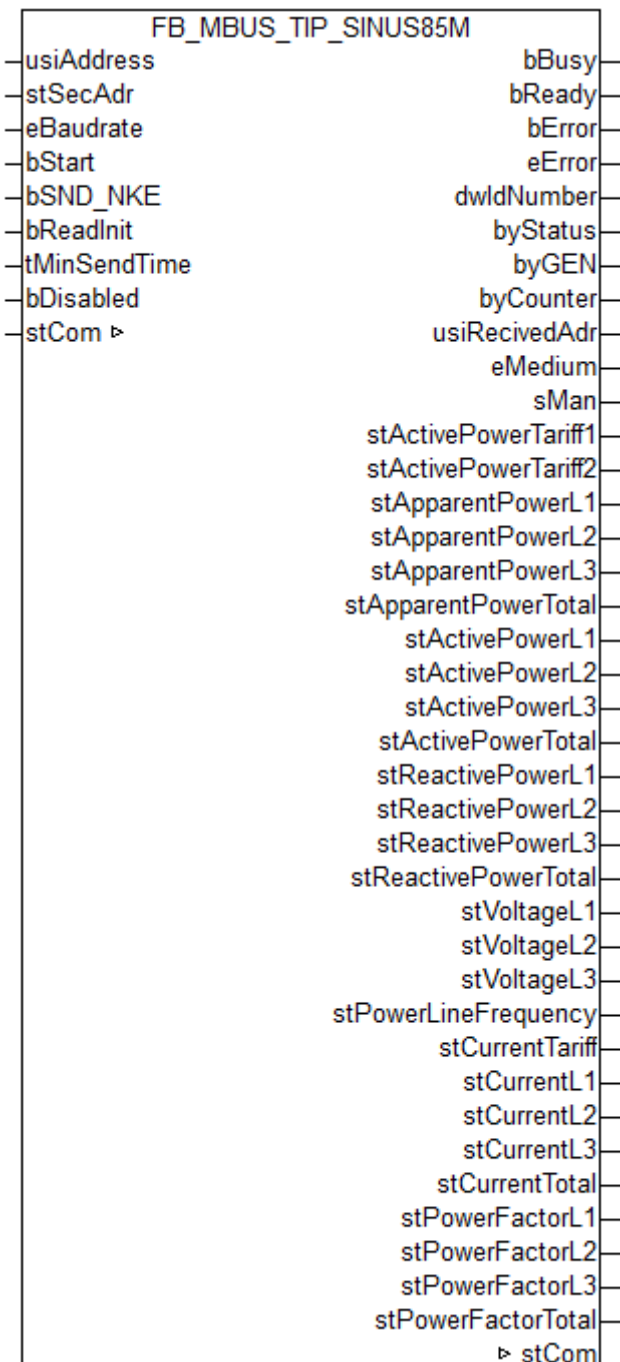 FB_MBUS_TIP_SINUS85M
usiAddress bBusy
stSecAdr bReady
eBaudrate bError
bStart eError
bSND_NKE dwIdNumber
bReadInit byStatus
tMinSendTime byGEN
bDisabled byCounter
stCom ▹ usiRecivedAdr
eMedium
sMan
stActivePowerTariff1
stActivePowerTariff2
stApparentPowerL1
stApparentPowerL2
stApparentPowerL3
stApparentPowerTotal
stActivePowerL1
stActivePowerL2
stActivePowerL3
stActivePowerTotal
stReactivePowerL1
stReactivePowerL2
stReactivePowerL3
stReactivePowerTotal
stVoltageL1
stVoltageL2
stVoltageL3
stPowerLineFrequency
stCurrentTariff
stCurrentL1
stCurrentL2
stCurrentL3
stCurrentTotal
stPowerFactorL1
stPowerFactorL2
stPowerFactorL3
stPowerFactorTotal
▹ stCom